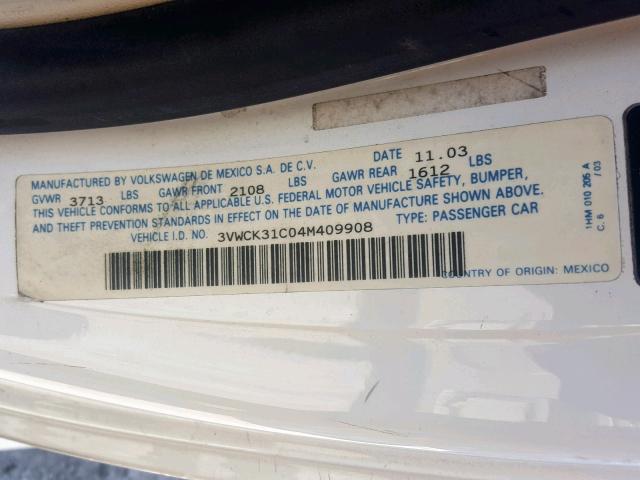 MANUFACTURED BY VOLKSWAGEN DE MEXICO S.A. DE C.V. DATE 11.03
GVWR 3713 LBS GAWR FRONT 2108 LBS GAWR REAR 1612 LBS
THIS VEHICLE CONFORMS TO ALL APPLICABLE U.S. FEDERAL MOTOR VEHICLE SAFETY, BUMPER,
AND THEFT PREVENTION STANDARDS IN EFFECT ON THE DATE OF MANUFACTURE SHOWN ABOVE.
VEHICLE I.D. NO. 3VWCK31C04M409908 TYPE: PASSENGER CAR
COUNTRY OF ORIGIN: MEXICO
1HM 010 205 A
C. 6 / 03